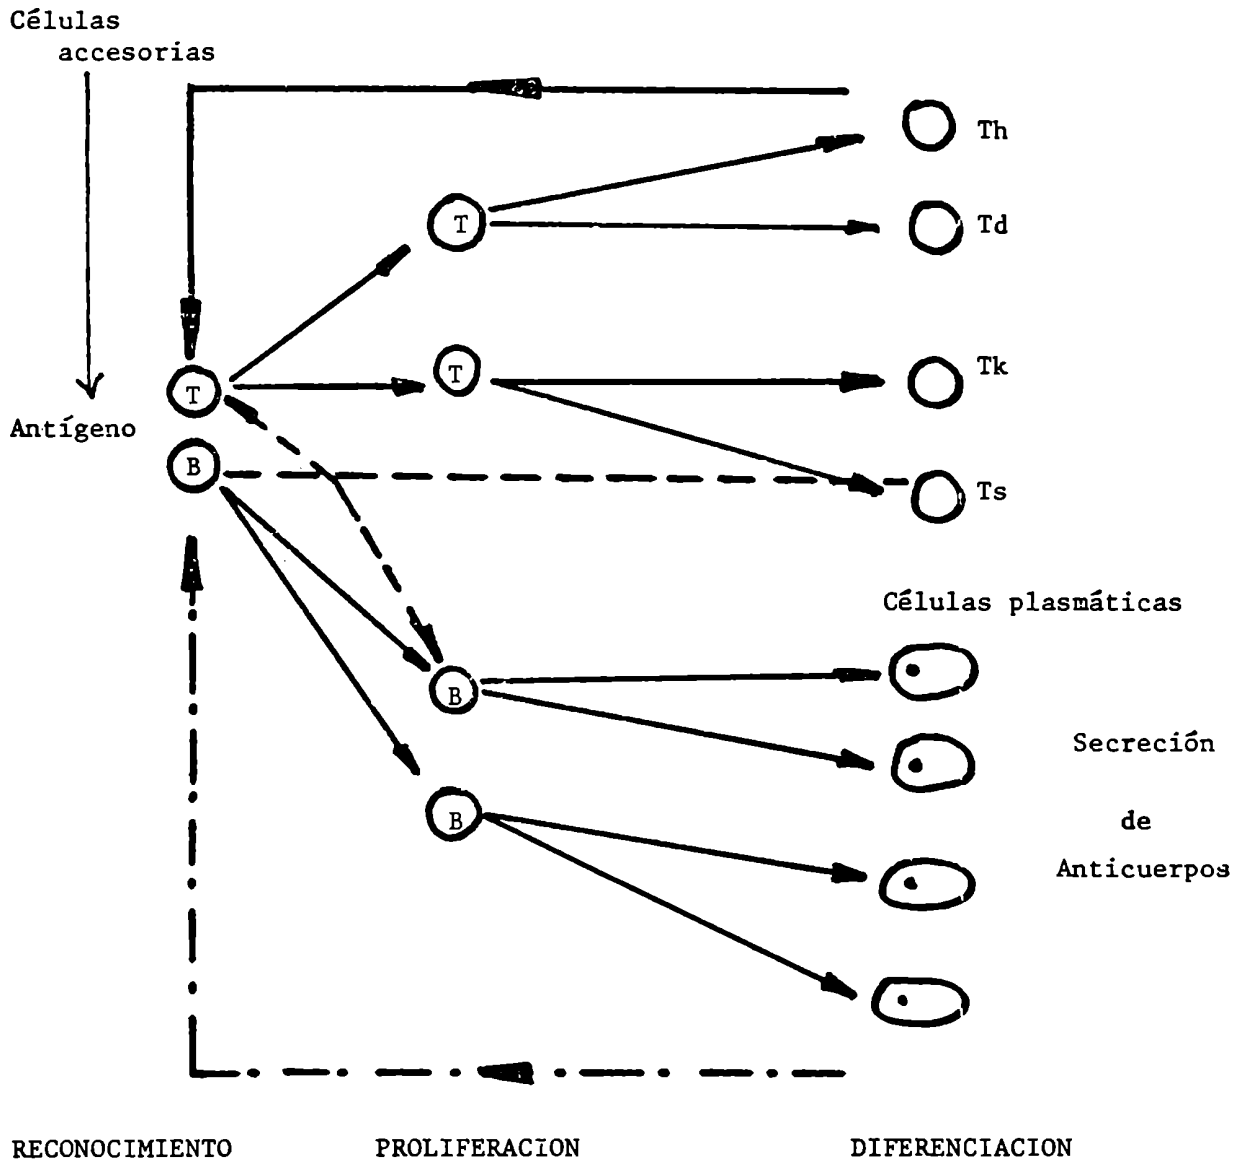 Células
accesorias
Th
T
Td
T
Tk
T
Antígeno
B
Ts
Células plasmáticas
B
Secreción
B
de
Anticuerpos
RECONOCIMIENTO PROLIFERACION DIFERENCIACION